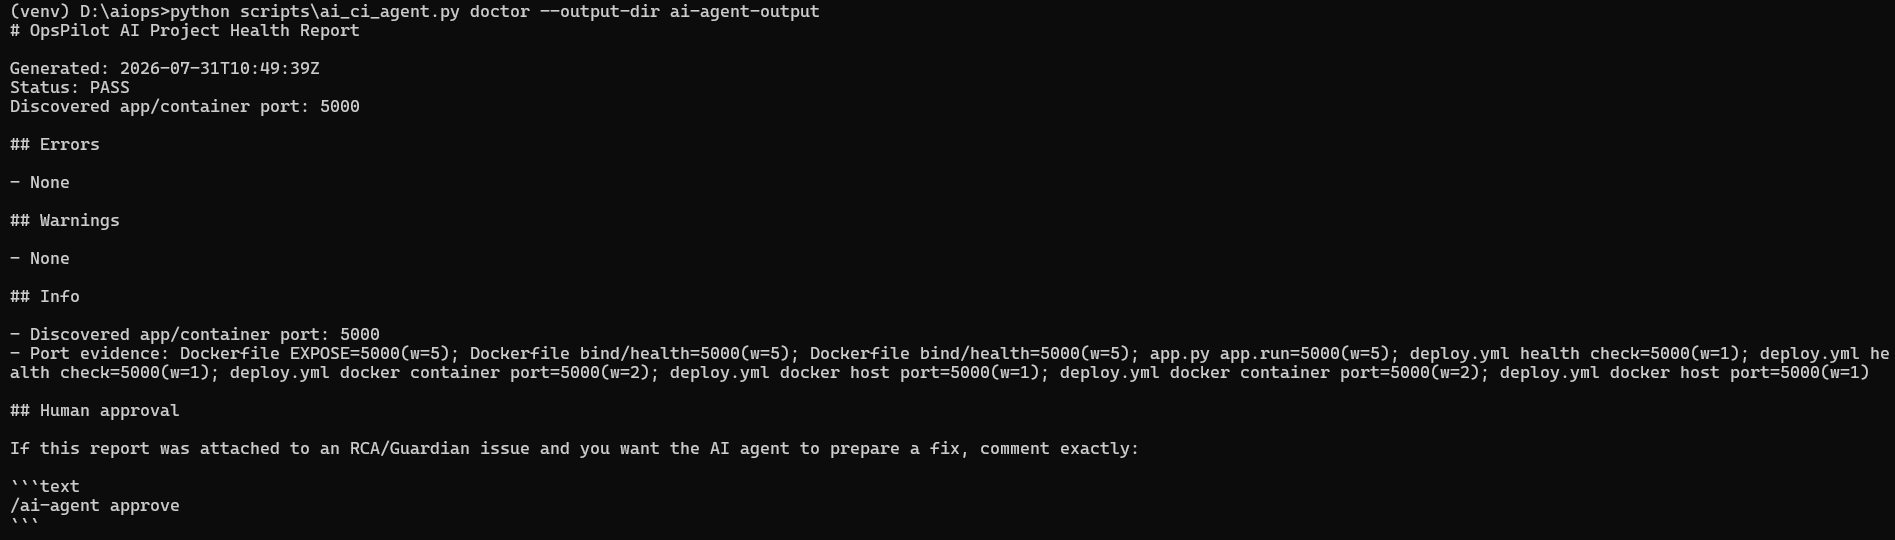 (venv) D:\aiops>python scripts\ai_ci_agent.py doctor --output-dir ai-agent-output
# OpsPilot AI Project Health Report
Generated: 2026-07-31T10:49:39Z
Status: PASS
Discovered app/container port: 5000
## Errors
- None
## Warnings
- None
## Info
- Discovered app/container port: 5000
- Port evidence: Dockerfile EXPOSE=5000(w=5); Dockerfile bind/health=5000(w=5); Dockerfile bind/health=5000(w=5); app.py app.run=5000(w=5); deploy.yml health check=5000(w=1); deploy.yml he
alth check=5000(w=1); deploy.yml docker container port=5000(w=2); deploy.yml docker host port=5000(w=1); deploy.yml docker container port=5000(w=2); deploy.yml docker host port=5000(w=1)
## Human approval
If this report was attached to an RCA/Guardian issue and you want the AI agent to prepare a fix, comment exactly:
```text
/ai-agent approve
```